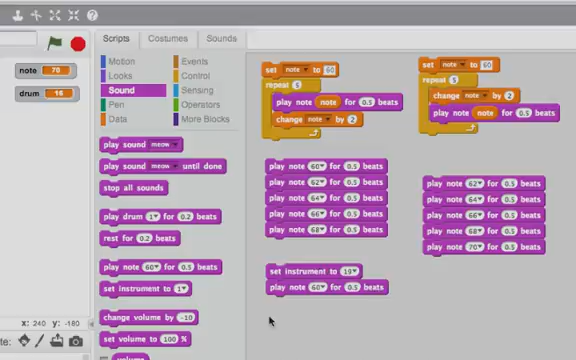 Scripts Costumes Sounds
note 70
drum 16
Motion Events
Looks Control
Sound Sensing
Pen Operators
Data More Blocks
play sound meow
play sound meow until done
stop all sounds
play drum 1 for 0.2 beats
rest for 0.2 beats
play note 60 for 0.5 beats
set instrument to 1
change volume by -10
set volume to 100 %
volume
x: 240 y: -180
set note to 60
repeat 5
play note note for 0.5 beats
change note by 2
play note 60 for 0.5 beats
play note 62 for 0.5 beats
play note 64 for 0.5 beats
play note 66 for 0.5 beats
play note 68 for 0.5 beats
set instrument to 19
play note 60 for 0.5 beats
set note to 60
repeat 5
change note by 2
play note note for 0.5 beats
play note 62 for 0.5 beats
play note 64 for 0.5 beats
play note 66 for 0.5 beats
play note 68 for 0.5 beats
play note 70 for 0.5 beats